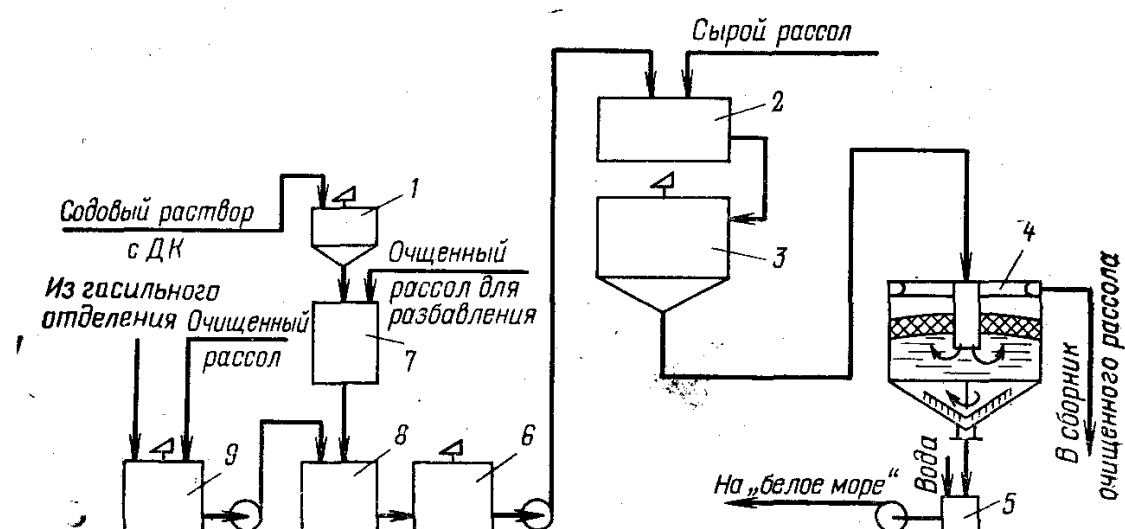 Сырой рассол
2
1
Содовый раствор
с ДК
3
4
Очщенный
рассол для
разбавления
Из гасильного
отделения
Очищенный
рассол
7
В сборник
очищенного рассола
9
8
6
Вода
На „белое море“
5